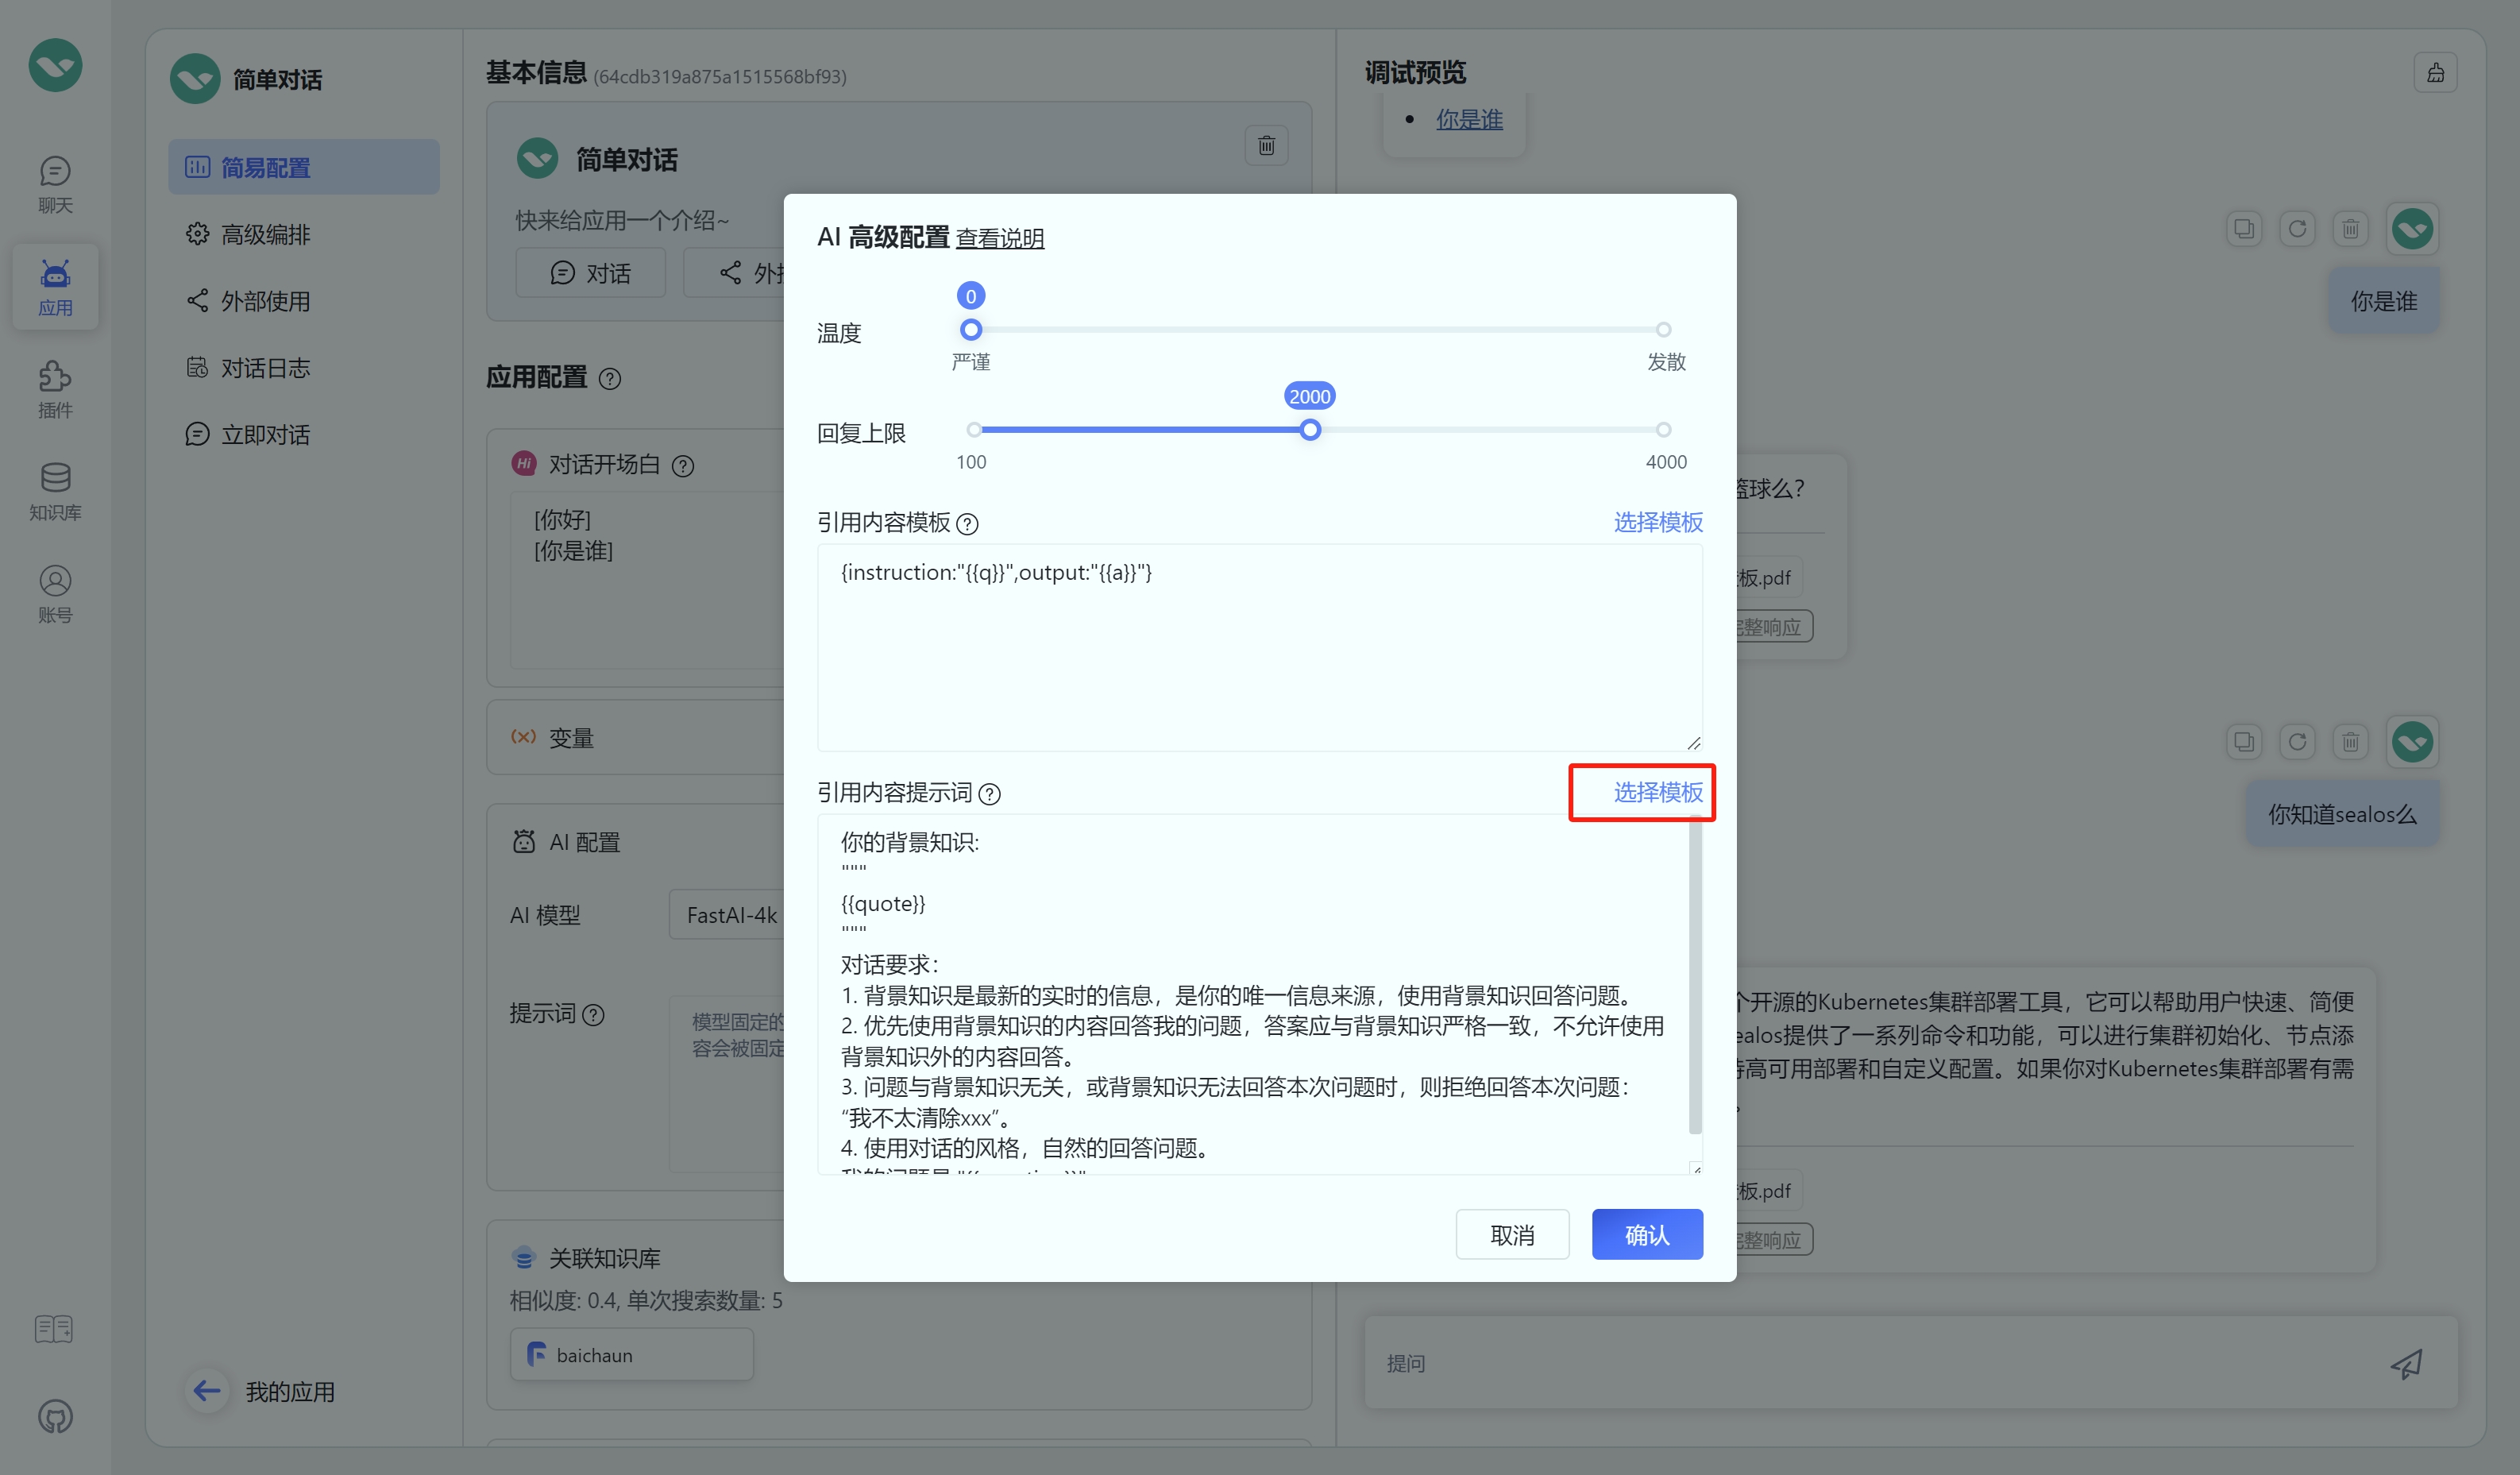 聊天
应用
插件
知识库
账号
简单对话
简易配置
高级编排
外部使用
对话日志
立即对话
我的应用
基本信息 (64cdb319a875a1515568bf93)
简单对话
快来给应用一个介绍~
对话
外
应用配置
Hi 对话开场白
[你好]
[你是谁]
(x) 变量
AI 配置
AI 模型
FastAI-4k
提示词
模型固定的
容会被固定
关联知识库
相似度: 0.4, 单次搜索数量: 5
baichaun
AI 高级配置 查看说明
温度
0
严谨
发散
回复上限
2000
100
4000
引用内容模板
选择模板
{instruction:"{{q}}",output:"{{a}}"}
引用内容提示词
选择模板
你的背景知识:
"""
{{quote}}
"""
对话要求：
1. 背景知识是最新的实时的信息，是你的唯一信息来源，使用背景知识回答问题。
2. 优先使用背景知识的内容回答我的问题，答案应与背景知识严格一致，不允许使用
背景知识外的内容回答。
3. 问题与背景知识无关，或背景知识无法回答本次问题时，则拒绝回答本次问题：
“我不太清除xxx”。
4. 使用对话的风格，自然的回答问题。
取消
确认
调试预览
你是谁
你是谁
篮球么？
板.pdf
完整响应
你知道sealos么
个开源的Kubernetes集群部署工具，它可以帮助用户快速、简便
ealos提供了一系列命令和功能，可以进行集群初始化、节点添
持高可用部署和自定义配置。如果你对Kubernetes集群部署有需
。
板.pdf
完整响应
提问